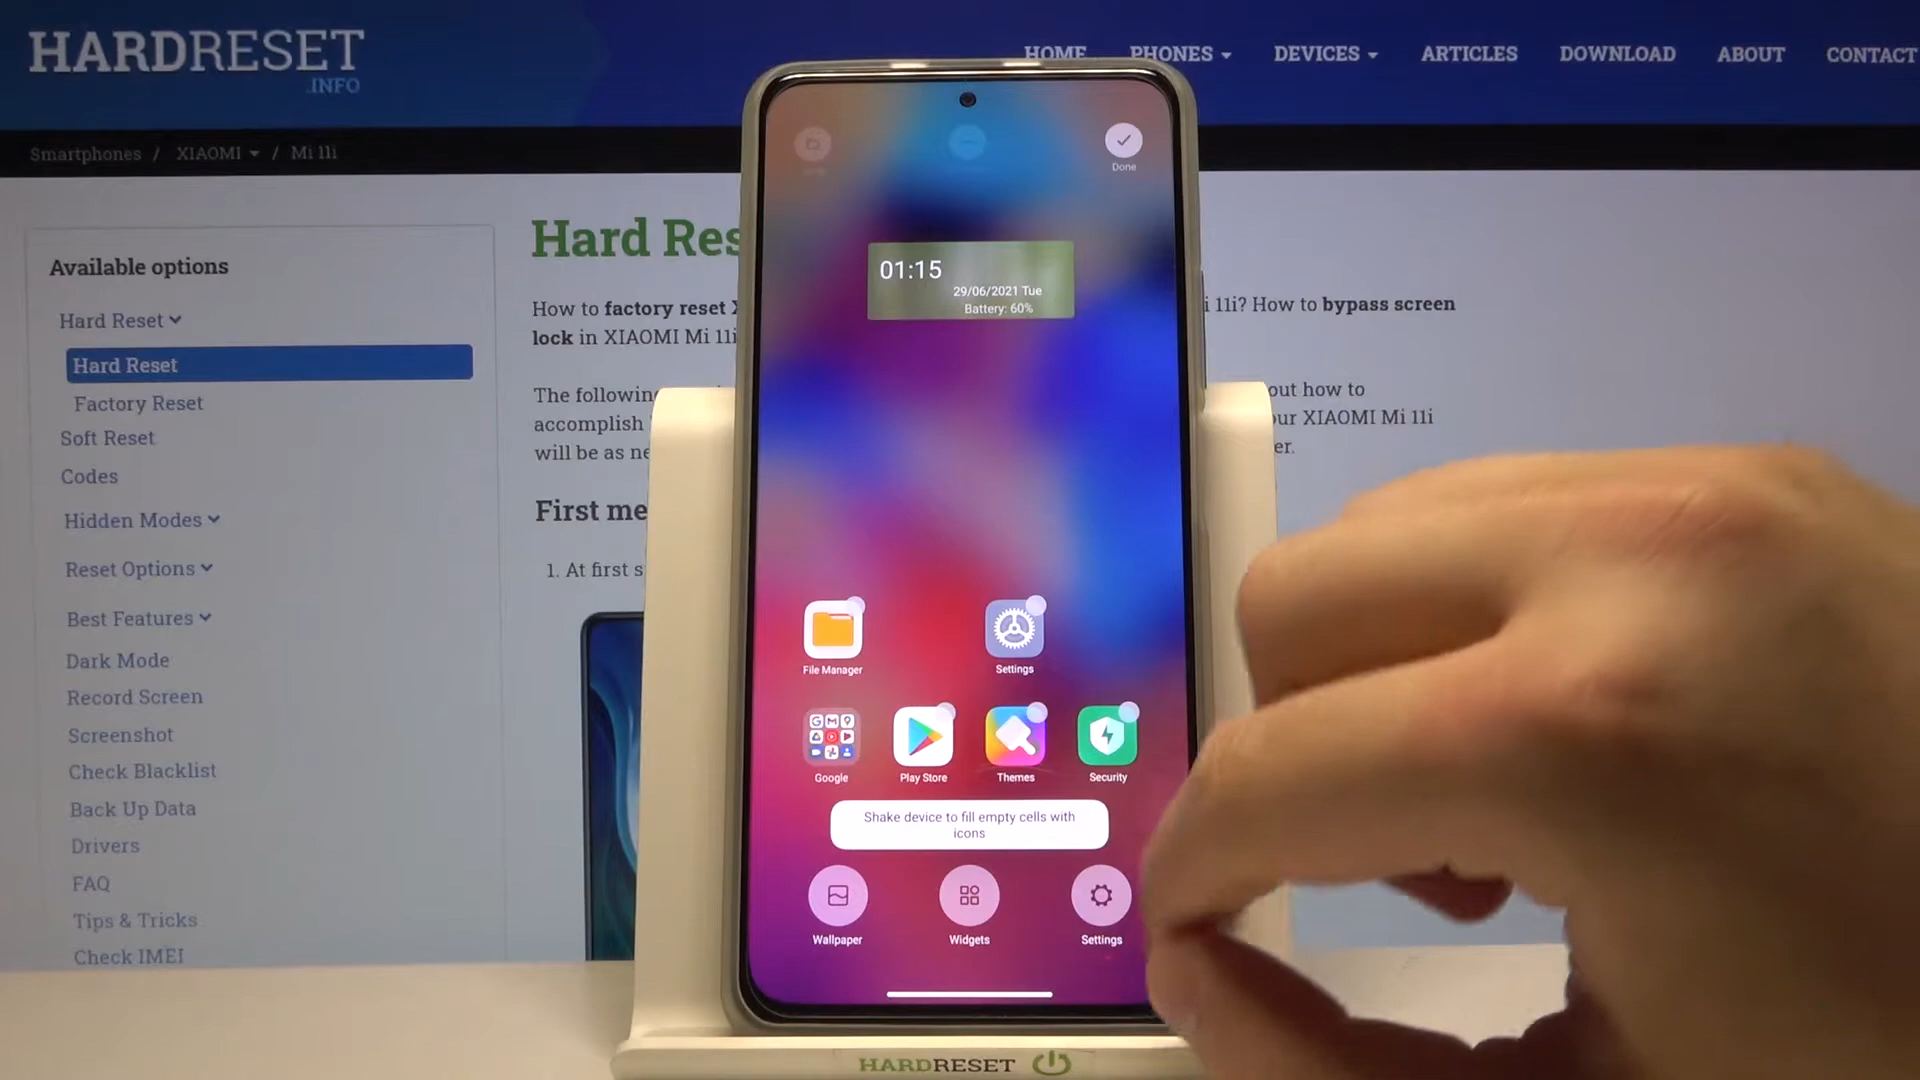 HARDRESET
.INFO
HOME PHONES DEVICES ARTICLES DOWNLOAD ABOUT CONTACT
Smartphones / XIAOMI / Mi 11i
Available options
Hard Reset
Hard Reset
Factory Reset
Soft Reset
Codes
Hidden Modes
Reset Options
Best Features
Dark Mode
Record Screen
Screenshot
Check Blacklist
Back Up Data
Drivers
FAQ
Tips & Tricks
Check IMEI
Hard Res
How to factory reset X
i 11i? How to bypass screen
lock in XIAOMI Mi 11i
The following
out how to
accomplish
ur XIAOMI Mi 11i
will be as ne
er.
First me
1. At first s
Done
01:15
29/06/2021 Tue
Battery: 60%
File Manager
Settings
Google
Play Store
Themes
Security
Shake device to fill empty cells with
icons
Wallpaper
Widgets
Settings
HARDRESET